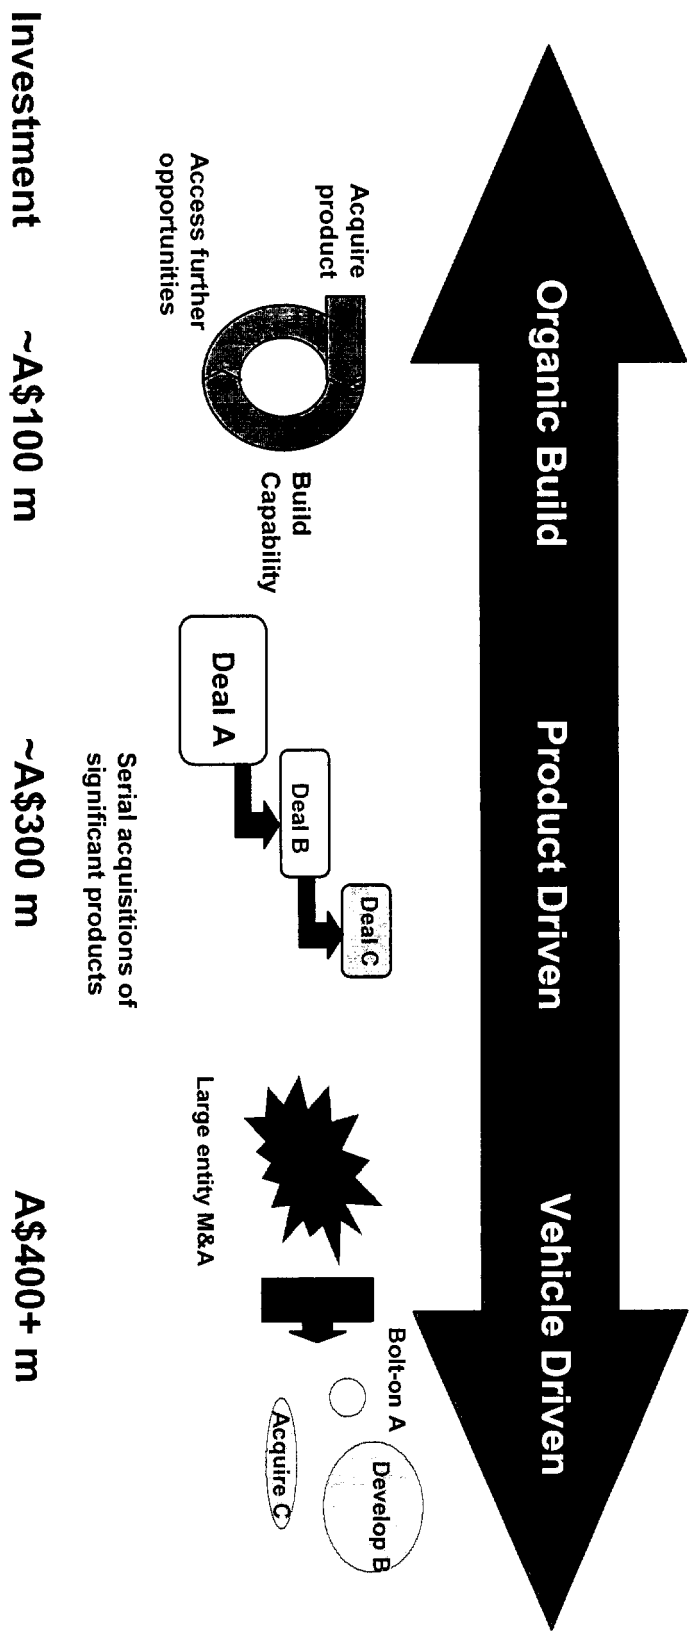 Organic Build
Product Driven
Vehicle Driven
Acquire
product
Access further
opportunities
Build
Capability
Deal A
Deal B
Deal C
Serial acquisitions of
significant products
Large entity M&A
Bolt-on A
Develop B
Acquire C
Investment
~A$100 m
~A$300 m
A$400+ m